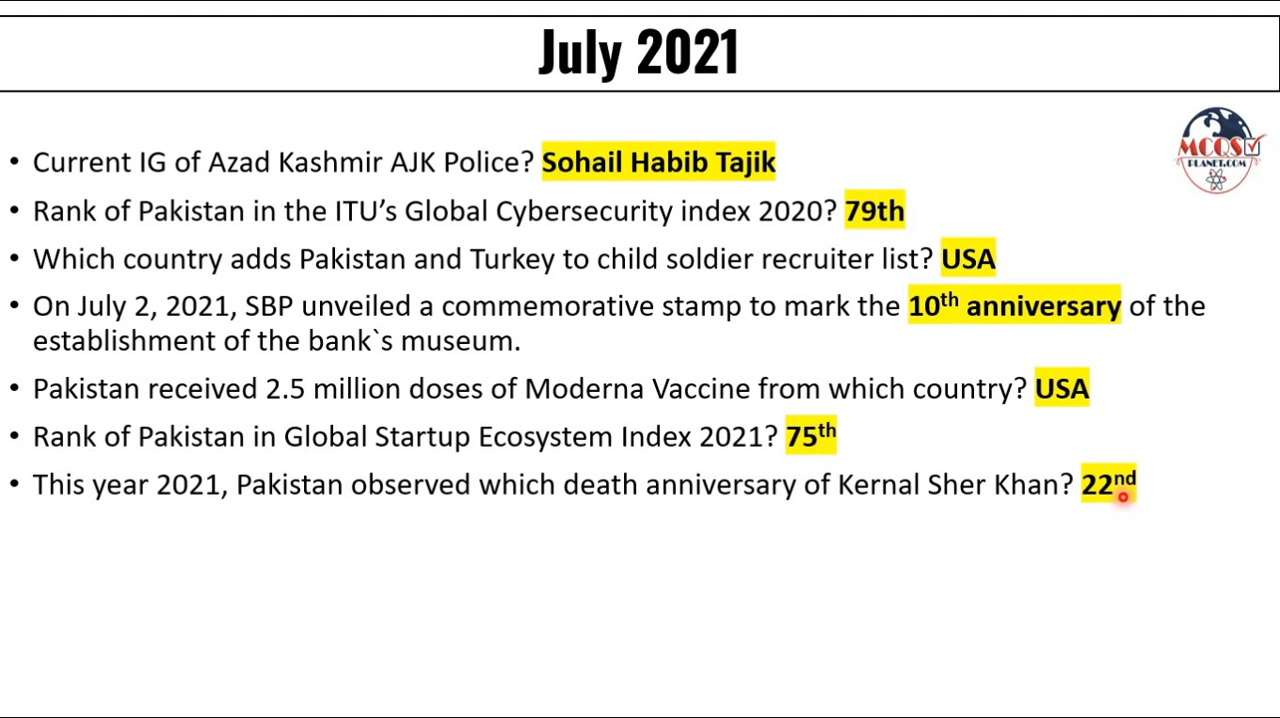 July 2021
MCQS
PLANET.COM
• Current IG of Azad Kashmir AJK Police? Sohail Habib Tajik
• Rank of Pakistan in the ITU’s Global Cybersecurity index 2020? 79th
• Which country adds Pakistan and Turkey to child soldier recruiter list? USA
• On July 2, 2021, SBP unveiled a commemorative stamp to mark the 10th anniversary of the
establishment of the bank`s museum.
• Pakistan received 2.5 million doses of Moderna Vaccine from which country? USA
• Rank of Pakistan in Global Startup Ecosystem Index 2021? 75th
• This year 2021, Pakistan observed which death anniversary of Kernal Sher Khan? 22nd